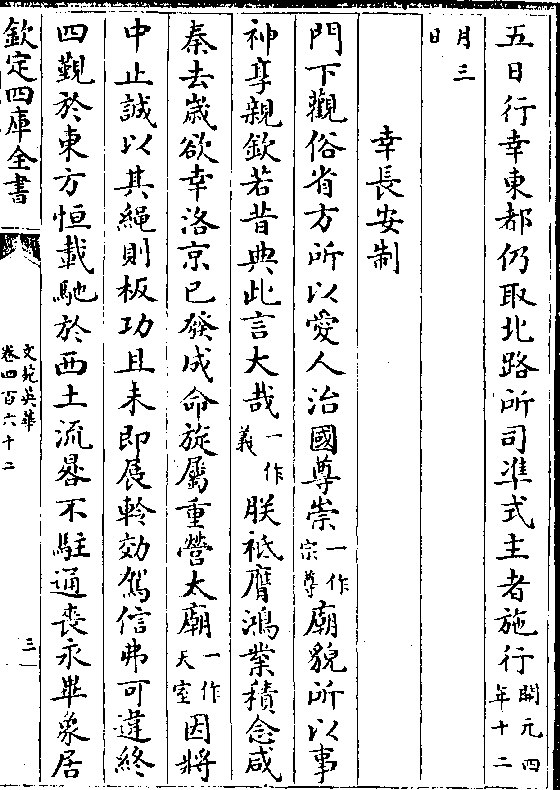 五日行幸東都仍取北路所司准式主者施行開元四年十二
月三日
幸長安制
門下觀俗省方所以愛人治國尊崇一作宗尊廟貌所以事
神享親欽若昔典此言大哉一作義朕祗膺鴻業積念咸
秦去歲欲幸洛京已發成命旋屬重營太廟一作天室因將
中止誠以其繩則板功且未即展軨効駕信弗可違終
四覲於東方恒載馳於西土流晷不駐通喪永畢象居
欽定四庫全書
文苑英華
卷四百六十二
三